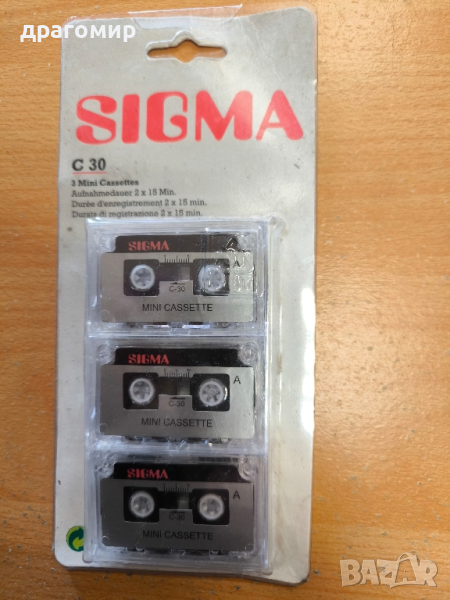 драгомир
SIGMA
C 30
3 Mini Cassettes
Aufnahmedauer 2 x 15 Min.
Durée d'enregistrement 2 x 15 min.
Durata di registrazione 2 x 15 min.
SIGMA
A
C-30
MINI CASSETTE
SIGMA
A
C-30
MINI CASSETTE
SIGMA
A
C-30
MINI CASSETTE
BAZAR